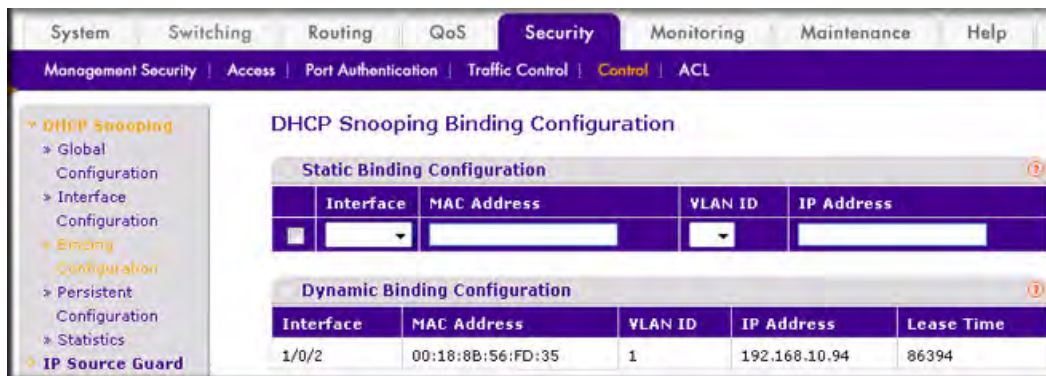 System Switching Routing QoS Security Monitoring Maintenance Help
Management Security | Access | Port Authentication | Traffic Control | Control | ACL
DHCP Snooping
» Global
Configuration
» Interface
Configuration
» Binding
Configuration
» Persistent
Configuration
» Statistics
IP Source Guard
DHCP Snooping Binding Configuration
Static Binding Configuration
Interface MAC Address VLAN ID IP Address
Dynamic Binding Configuration
Interface MAC Address VLAN ID IP Address Lease Time
1/0/2 00:18:8B:56:FD:35 1 192.168.10.94 86394